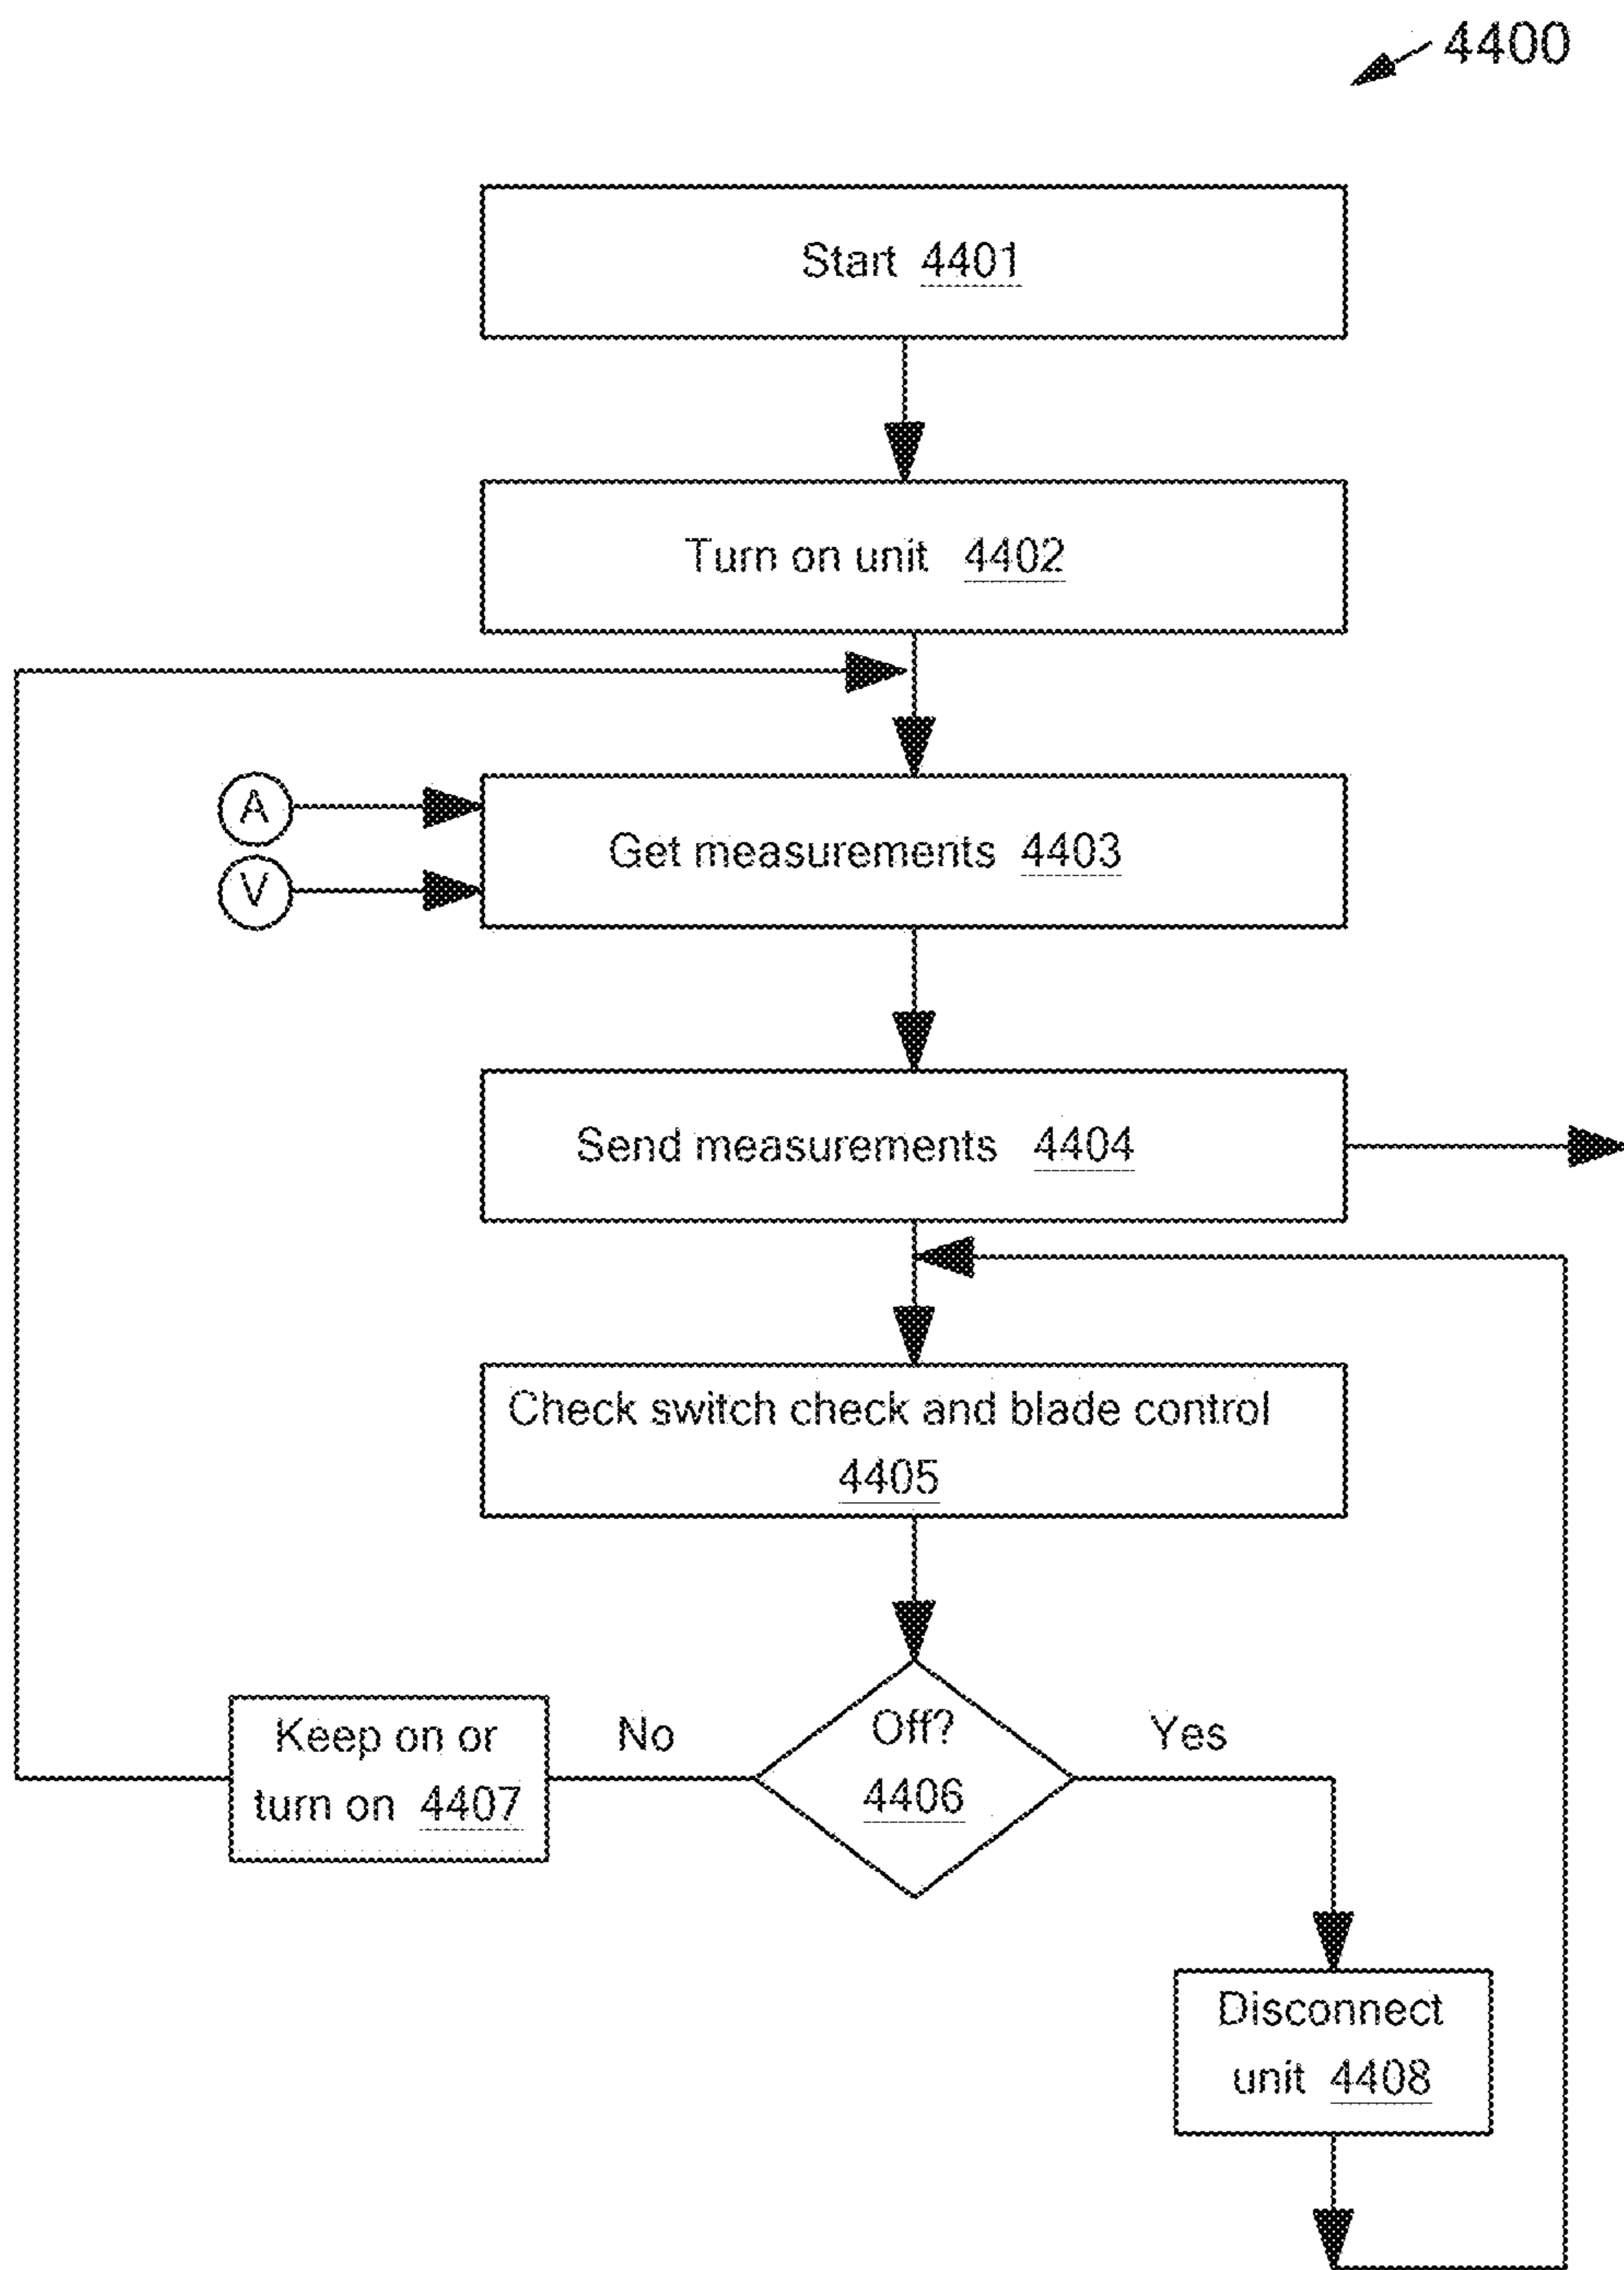 4400
Start 4401
Turn on unit 4402
A
Get measurements 4403
V
Send measurements 4404
Check switch check and blade control
4405
Off?
4406
No
Yes
Keep on or
turn on 4407
Disconnect
unit 4408